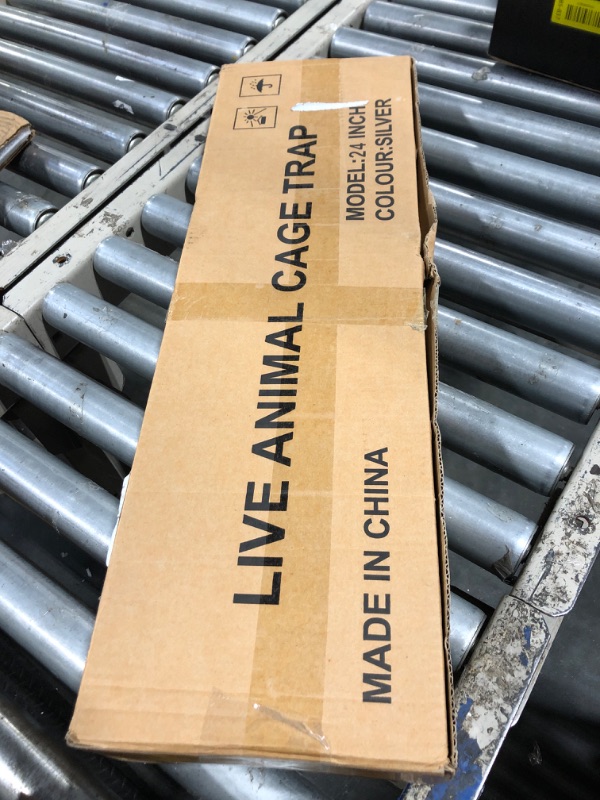 LIVE ANIMAL CAGE TRAP
MODEL:24 INCH
COLOUR:SILVER
MADE IN CHINA